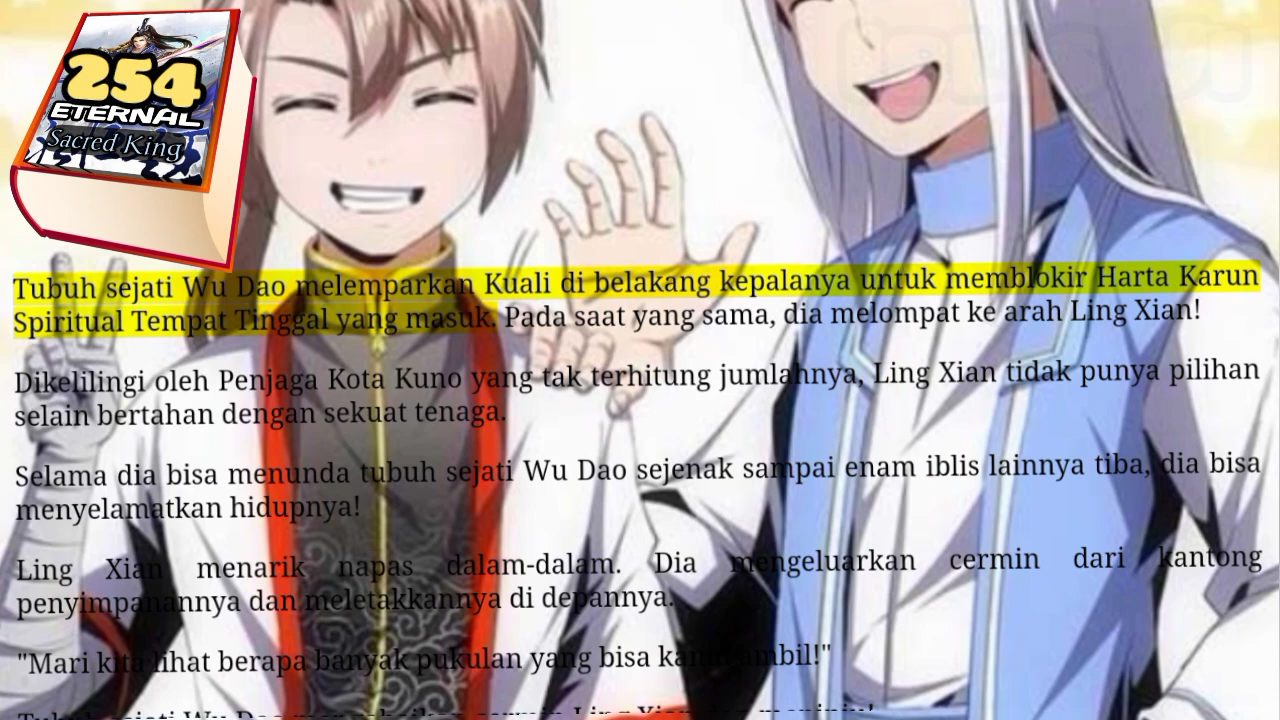 254
ETERNAL
Sacred King
Tubuh sejati Wu Dao melemparkan Kuali di belakang kepalanya untuk memblokir Harta Karun
Spiritual Tempat Tinggal yang masuk. Pada saat yang sama, dia melompat ke arah Ling Xian!
Dikelilingi oleh Penjaga Kota Kuno yang tak terhitung jumlahnya, Ling Xian tidak punya pilihan
selain bertahan dengan sekuat tenaga.
Selama dia bisa menunda tubuh sejati Wu Dao sejenak sampai enam iblis lainnya tiba, dia bisa
menyelamatkan hidupnya!
Ling Xian menarik napas dalam-dalam. Dia mengeluarkan cermin dari kantong
penyimpanannya dan meletakkannya di depannya.
"Mari kita lihat berapa banyak pukulan yang bisa kamu ambil!"